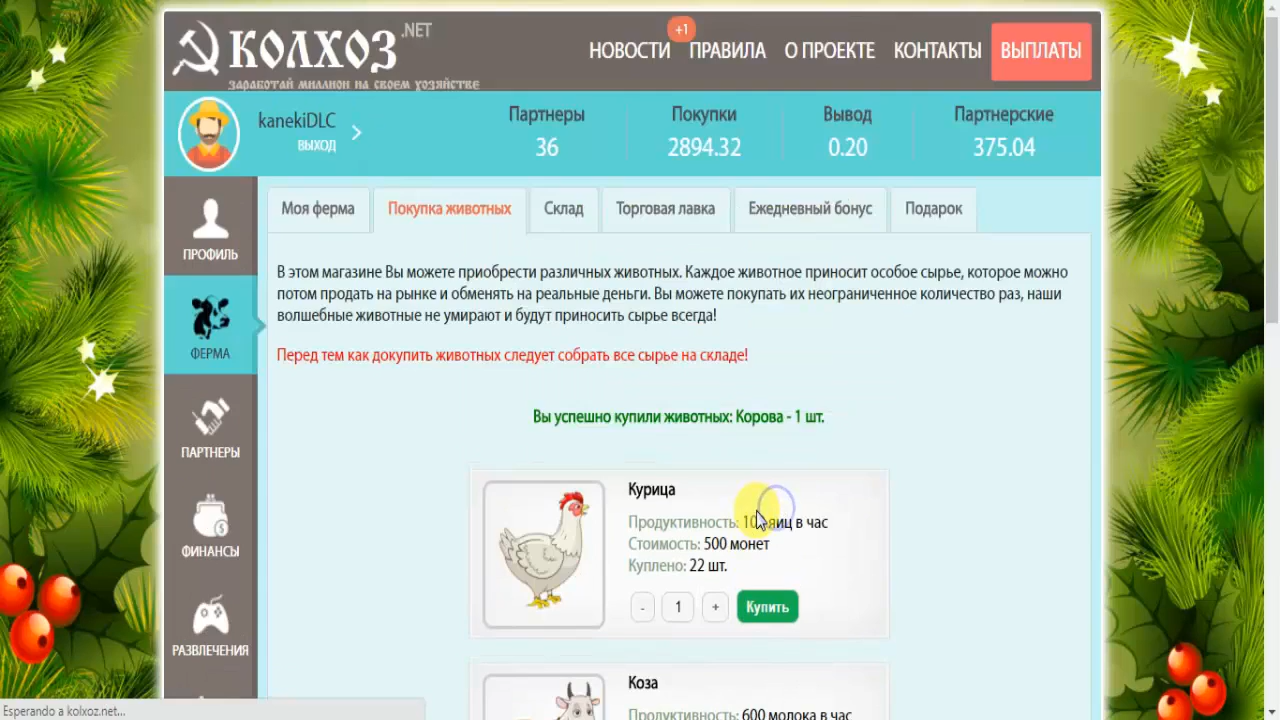 КОЛХОЗ .NET
заработай миллион на своем хозяйстве
НОВОСТИ +1 ПРАВИЛА О ПРОЕКТЕ КОНТАКТЫ ВЫПЛАТЫ
kanekiDLC
ВЫХОД
Партнеры Покупки Вывод Партнерские
36 2894.32 0.20 375.04
ПРОФИЛЬ
ФЕРМА
ПАРТНЕРЫ
ФИНАНСЫ
РАЗВЛЕЧЕНИЯ
Моя ферма Покупка животных Склад Торговая лавка Ежедневный бонус Подарок
В этом магазине Вы можете приобрести различных животных. Каждое животное приносит особое сырье, которое можно
потом продать на рынке и обменять на реальные деньги. Вы можете покупать их неограниченное количество раз, наши
волшебные животные не умирают и будут приносить сырье всегда!
Перед тем как докупить животных следует собрать все сырье на складе!
Вы успешно купили животных: Корова - 1 шт.
Курица
Продуктивность: яиц в час
Стоимость: 500 монет
Куплено: 22 шт.
- 1 + Купить
Коза
Продуктивность: 600 молока в час
Esperando a kolxoz.net...